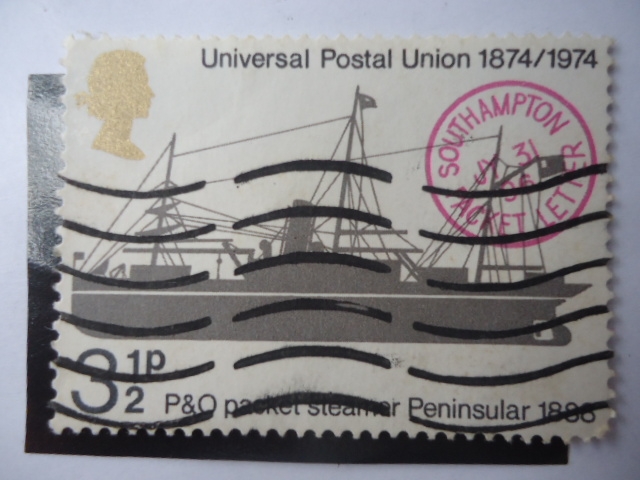 Universal Postal Union 1874/1974
SOUTHAMPTON
PACKET LETTER
3½p
P&O packet steamer Peninsular 1888